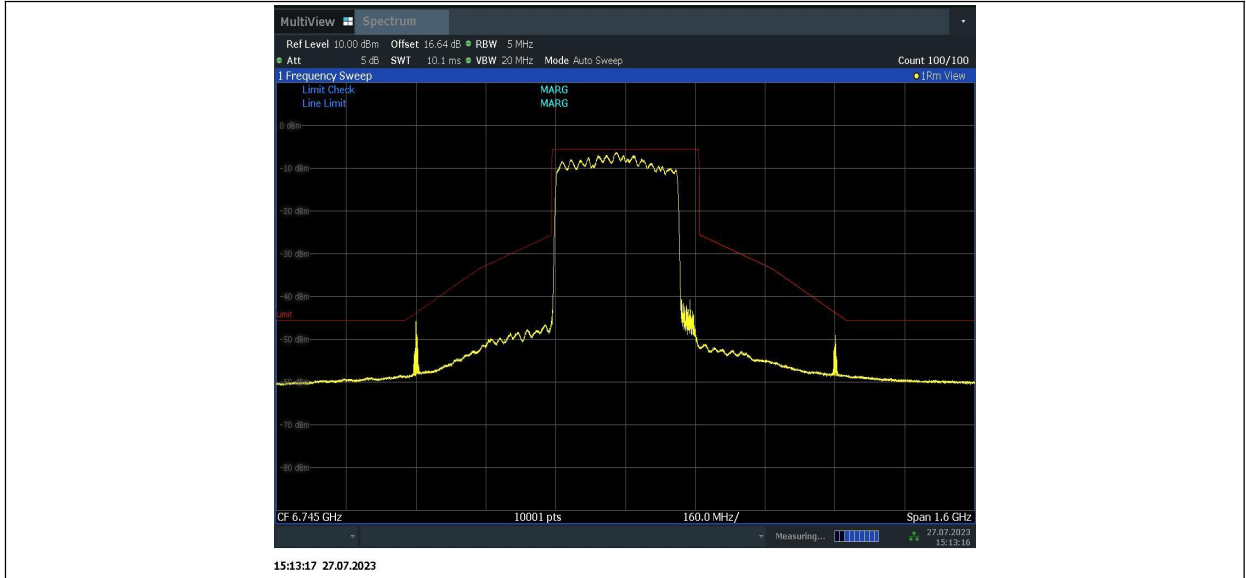 MultiView Spectrum
Ref Level 10.00 dBm Offset 16.64 dB RBW 5 MHz
Att 5 dB SWT 10.1 ms VBW 20 MHz Mode Auto Sweep Count 100/100
1 Frequency Sweep 1Rm View
Limit Check MARG
Line Limit MARG
0 dBm
-10 dBm
-20 dBm
-30 dBm
-40 dBm
-50 dBm
-70 dBm
-80 dBm
CF 6.745 GHz 10001 pts 160.0 MHz/ Span 1.6 GHz
Measuring... 27.07.2023
15:13:16
15:13:17 27.07.2023